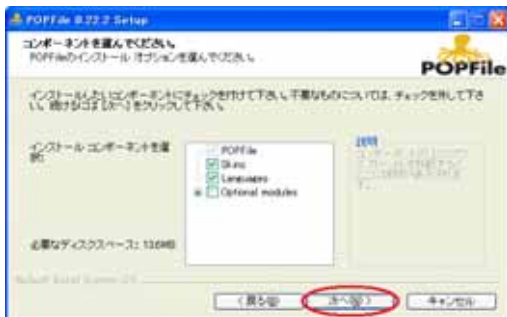 POPFile 0.22.2 Setup
コンポーネントを選んでください。
POPFileのインストール オプションを選んでください。
POPFile
インストールしたいコンポーネントにチェックを付けて下さい。不要なものについては、チェックを外して下さ
い。続けるには [次へ] をクリックして下さい。
インストール コンポーネントを選
択:
POPFile
Skins
Languages
Optional modules
説明
必要なディスクスペース: 13.6MB
< 戻る(B)
次へ(N) >
キャンセル